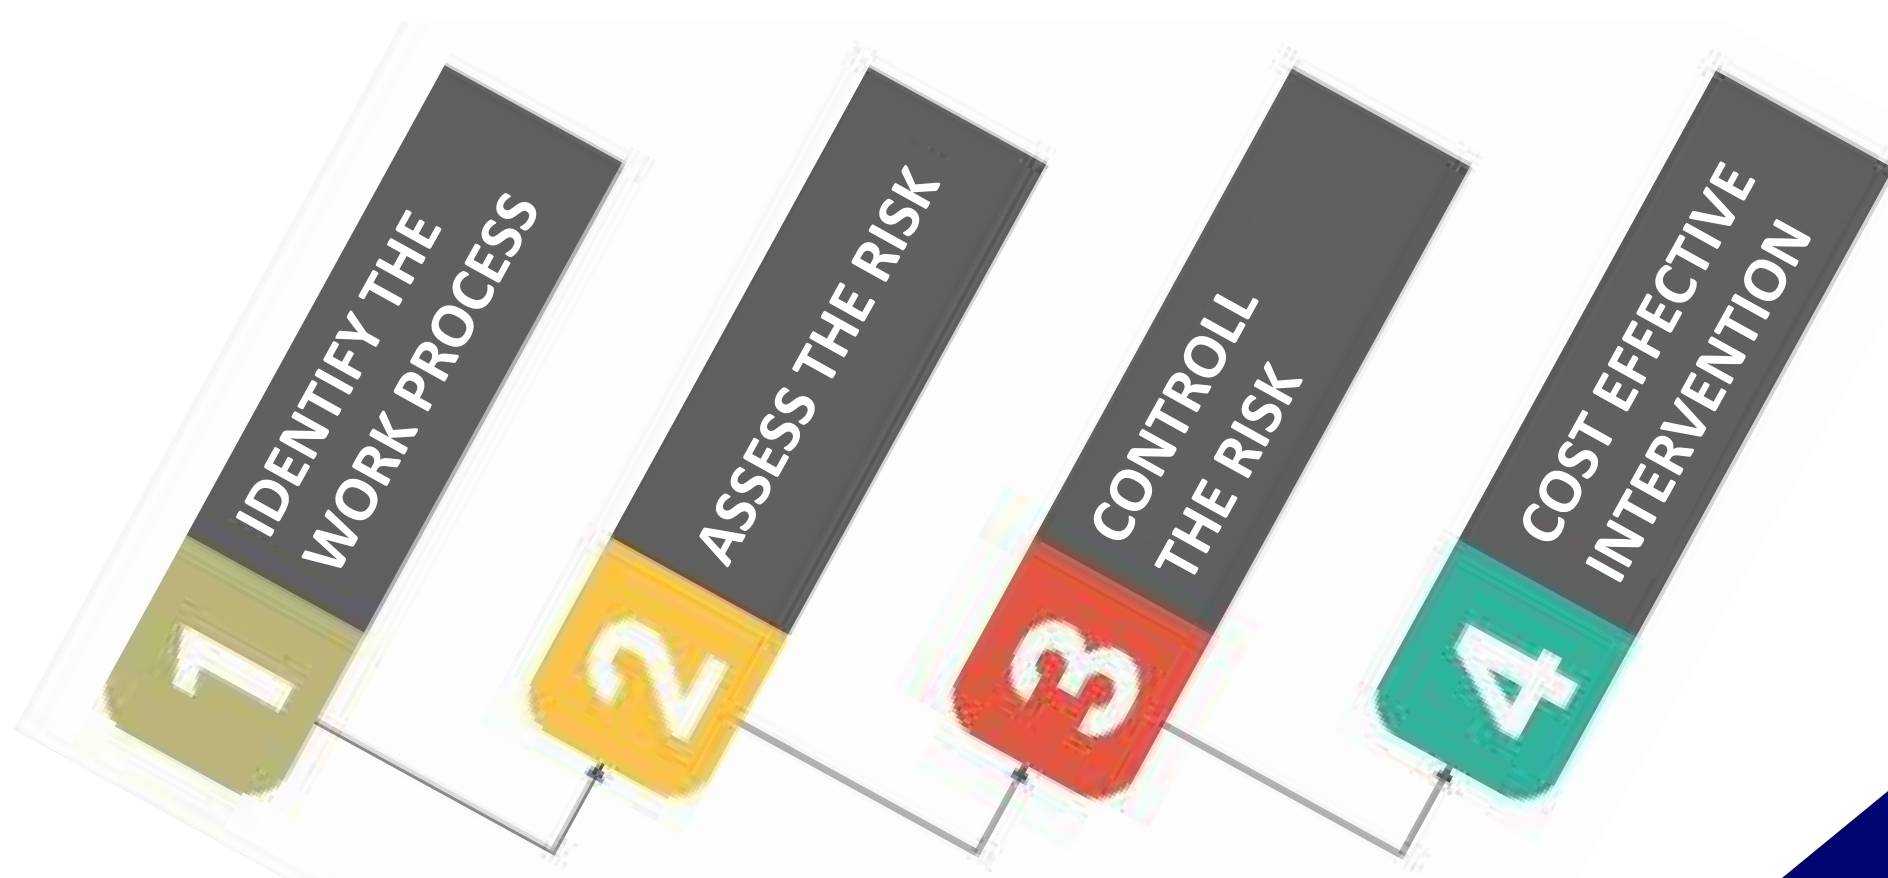 1
IDENTIFY THE
WORK PROCESS
2
ASSESS THE RISK
3
CONTROLL
THE RISK
4
COST EFFECTIVE
INTERVENTION